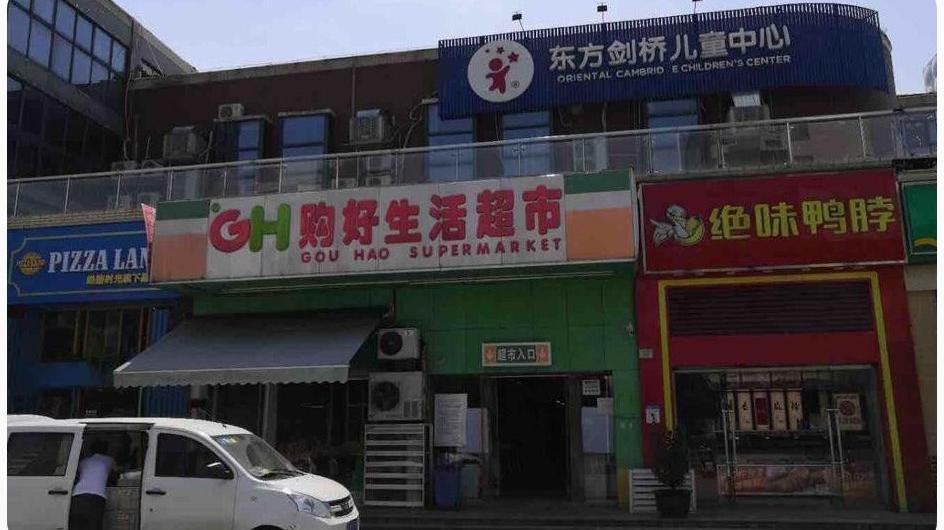 东方剑桥儿童中心
ORIENTAL CAMBRID E CHILDREN'S CENTER
PIZZA LAN
GH 购好生活超市
GOU HAO SUPERMARKET
绝味鸭脖
超市入口